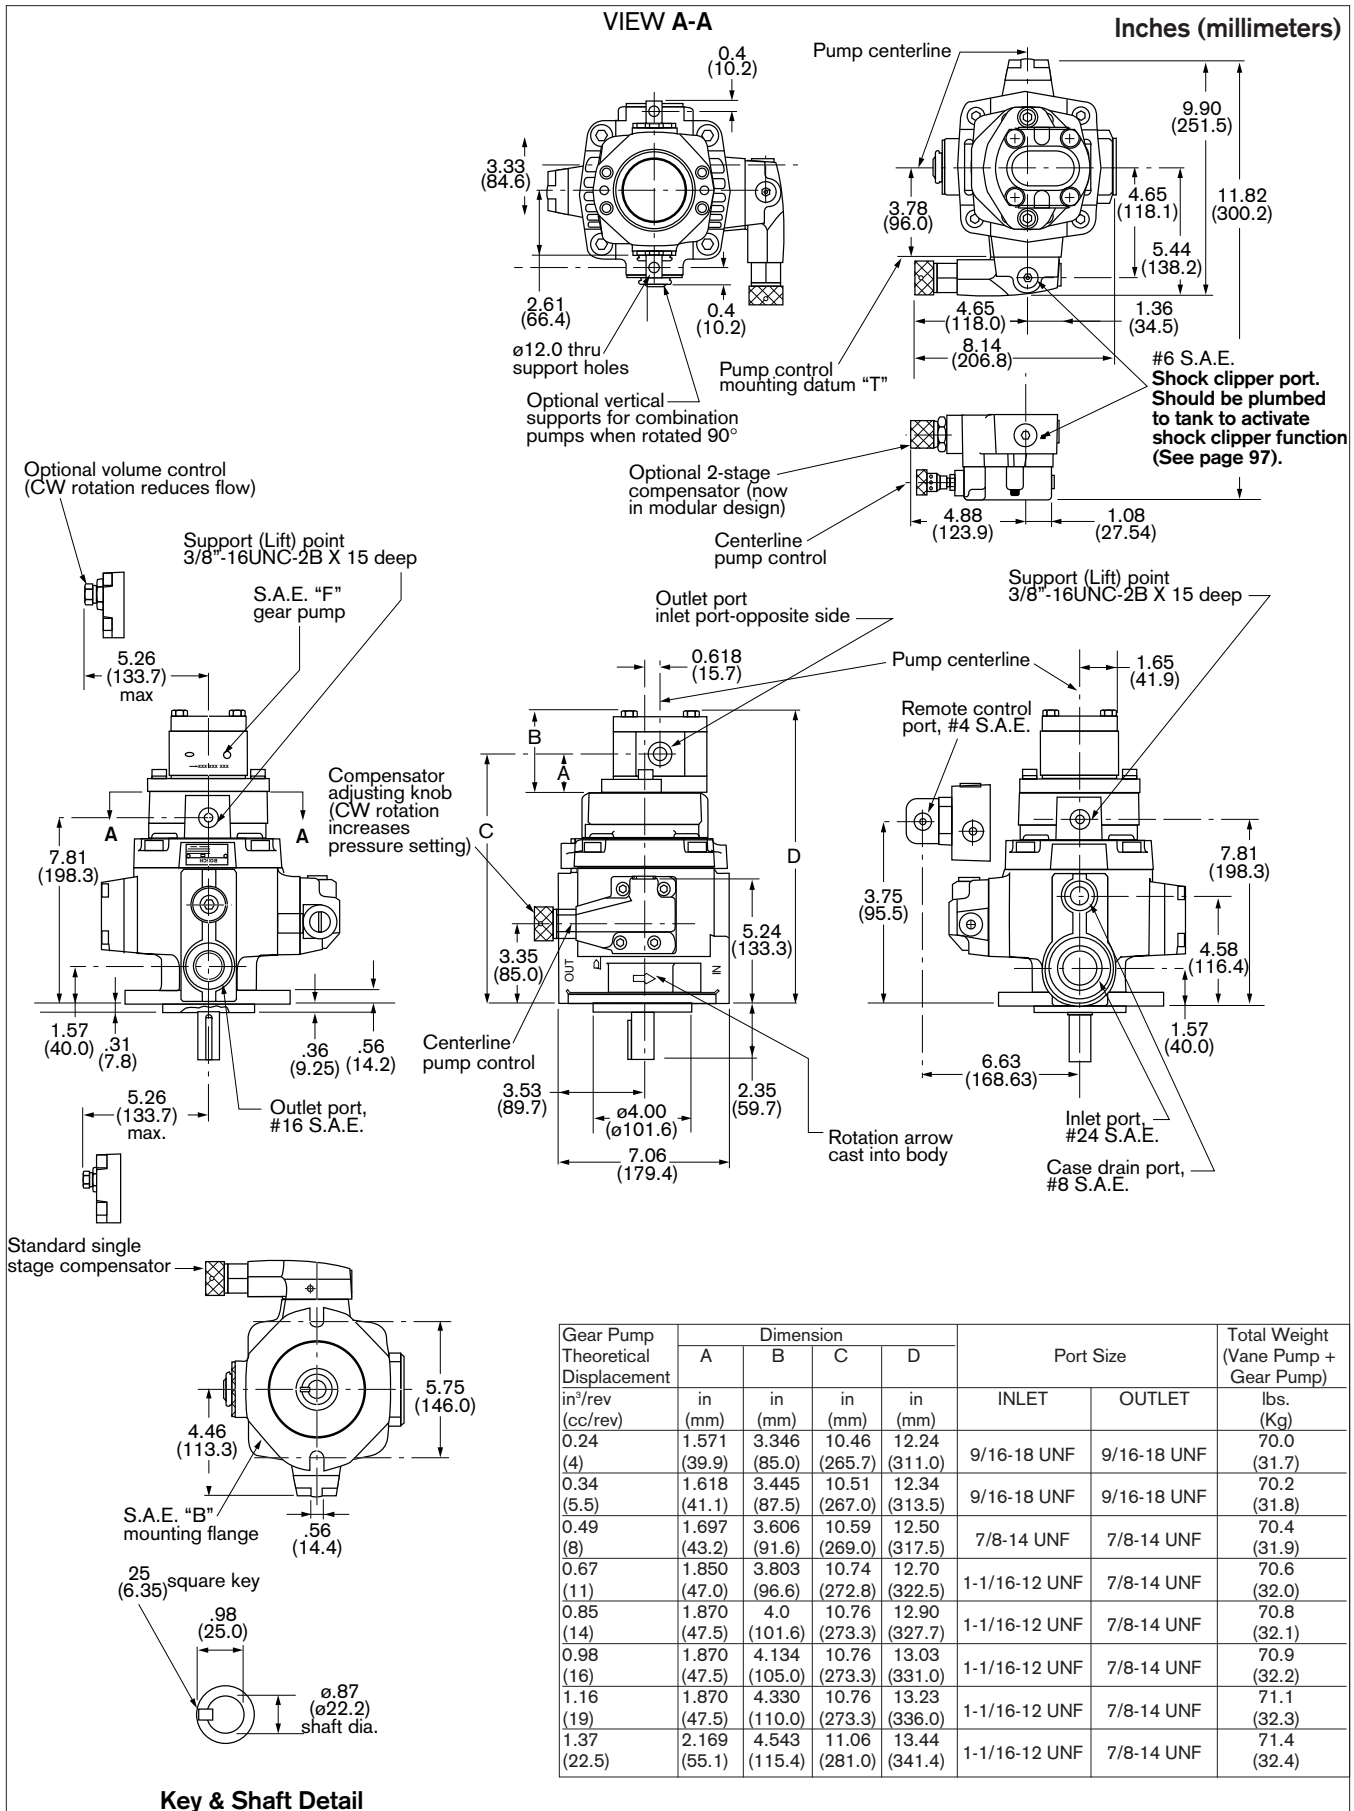 VIEW A-A
Inches (millimeters)
0.4
(10.2)
3.33
(84.6)
2.61
(66.4)
0.4
(10.2)
ø12.0 thru
support holes
Optional vertical
supports for combination
pumps when rotated 90°
Pump centerline
9.90
(251.5)
11.82
(300.2)
4.65
(118.1)
3.78
(96.0)
5.44
(138.2)
4.65
(118.0)
1.36
(34.5)
8.14
(206.8)
Pump control
mounting datum “T”
#6 S.A.E.
Shock clipper port.
Should be plumbed
to tank to activate
shock clipper function
(See page 97).
Optional 2-stage
compensator (now
in modular design)
4.88
(123.9)
1.08
(27.54)
Centerline
pump control
Optional volume control
(CW rotation reduces flow)
Support (Lift) point
3/8”-16UNC-2B X 15 deep
S.A.E. “F”
gear pump
5.26
(133.7)
max
A
A
7.81
(198.3)
1.57
(40.0)
.31
(7.8)
.36
(9.25)
.56
(14.2)
5.26
(133.7)
max.
Outlet port,
#16 S.A.E.
Outlet port
inlet port-opposite side
0.618
(15.7)
Pump centerline
B
A
C
D
Compensator
adjusting knob
(CW rotation
increases
pressure setting)
5.24
(133.3)
3.35
(85.0)
OUT
IN
Centerline
pump control
3.53
(89.7)
ø4.00
(ø101.6)
7.06
(179.4)
2.35
(59.7)
Rotation arrow
cast into body
Support (Lift) point
3/8”-16UNC-2B X 15 deep
1.65
(41.9)
Remote control
port, #4 S.A.E.
3.75
(95.5)
7.81
(198.3)
4.58
(116.4)
1.57
(40.0)
6.63
(168.63)
Inlet port,
#24 S.A.E.
Case drain port,
#8 S.A.E.
Standard single
stage compensator
5.75
(146.0)
4.46
(113.3)
S.A.E. “B”
mounting flange
.56
(14.4)
25
(6.35)
square key
.98
(25.0)
ø.87
(ø22.2)
shaft dia.
Key & Shaft Detail
Gear Pump Dimension Total Weight
Theoretical A B C D Port Size (Vane Pump +
Displacement Gear Pump)
in³/rev in in in in INLET OUTLET lbs.
(cc/rev) (mm) (mm) (mm) (mm) (Kg)
0.24 1.571 3.346 10.46 12.24 9/16-18 UNF 9/16-18 UNF 70.0
(4) (39.9) (85.0) (265.7) (311.0) (31.7)
0.34 1.618 3.445 10.51 12.34 9/16-18 UNF 9/16-18 UNF 70.2
(5.5) (41.1) (87.5) (267.0) (313.5) (31.8)
0.49 1.697 3.606 10.59 12.50 7/8-14 UNF 7/8-14 UNF 70.4
(8) (43.2) (91.6) (269.0) (317.5) (31.9)
0.67 1.850 3.803 10.74 12.70 1-1/16-12 UNF 7/8-14 UNF 70.6
(11) (47.0) (96.6) (272.8) (322.5) (32.0)
0.85 1.870 4.0 10.76 12.90 1-1/16-12 UNF 7/8-14 UNF 70.8
(14) (47.5) (101.6) (273.3) (327.7) (32.1)
0.98 1.870 4.134 10.76 13.03 1-1/16-12 UNF 7/8-14 UNF 70.9
(16) (47.5) (105.0) (273.3) (331.0) (32.2)
1.16 1.870 4.330 10.76 13.23 1-1/16-12 UNF 7/8-14 UNF 71.1
(19) (47.5) (110.0) (273.3) (336.0) (32.3)
1.37 2.169 4.543 11.06 13.44 1-1/16-12 UNF 7/8-14 UNF 71.4
(22.5) (55.1) (115.4) (281.0) (341.4) (32.4)